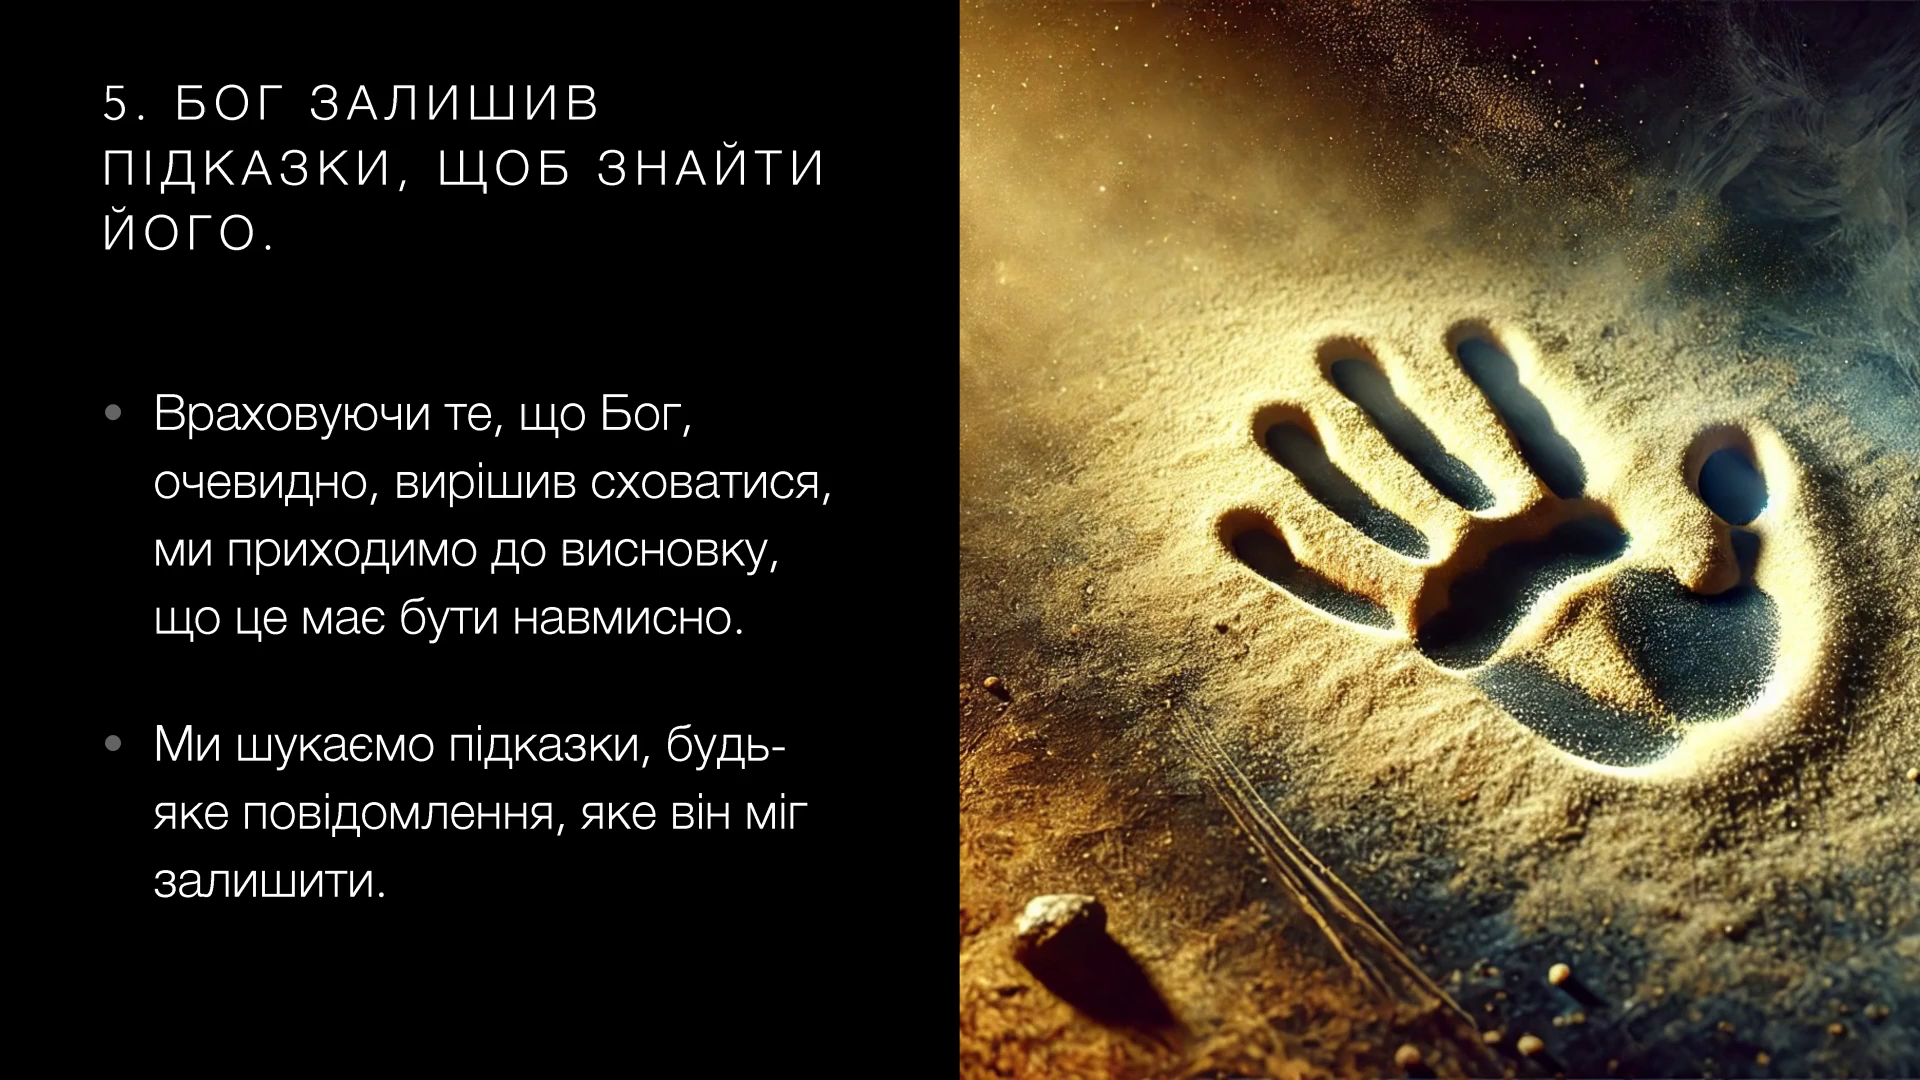 5. БОГ ЗАЛИШИВ
ПІДКАЗКИ, ЩОБ ЗНАЙТИ
ЙОГО.
• Враховуючи те, що Бог,
очевидно, вирішив сховатися,
ми приходимо до висновку,
що це має бути навмисно.
• Ми шукаємо підказки, будь-
яке повідомлення, яке він міг
залишити.